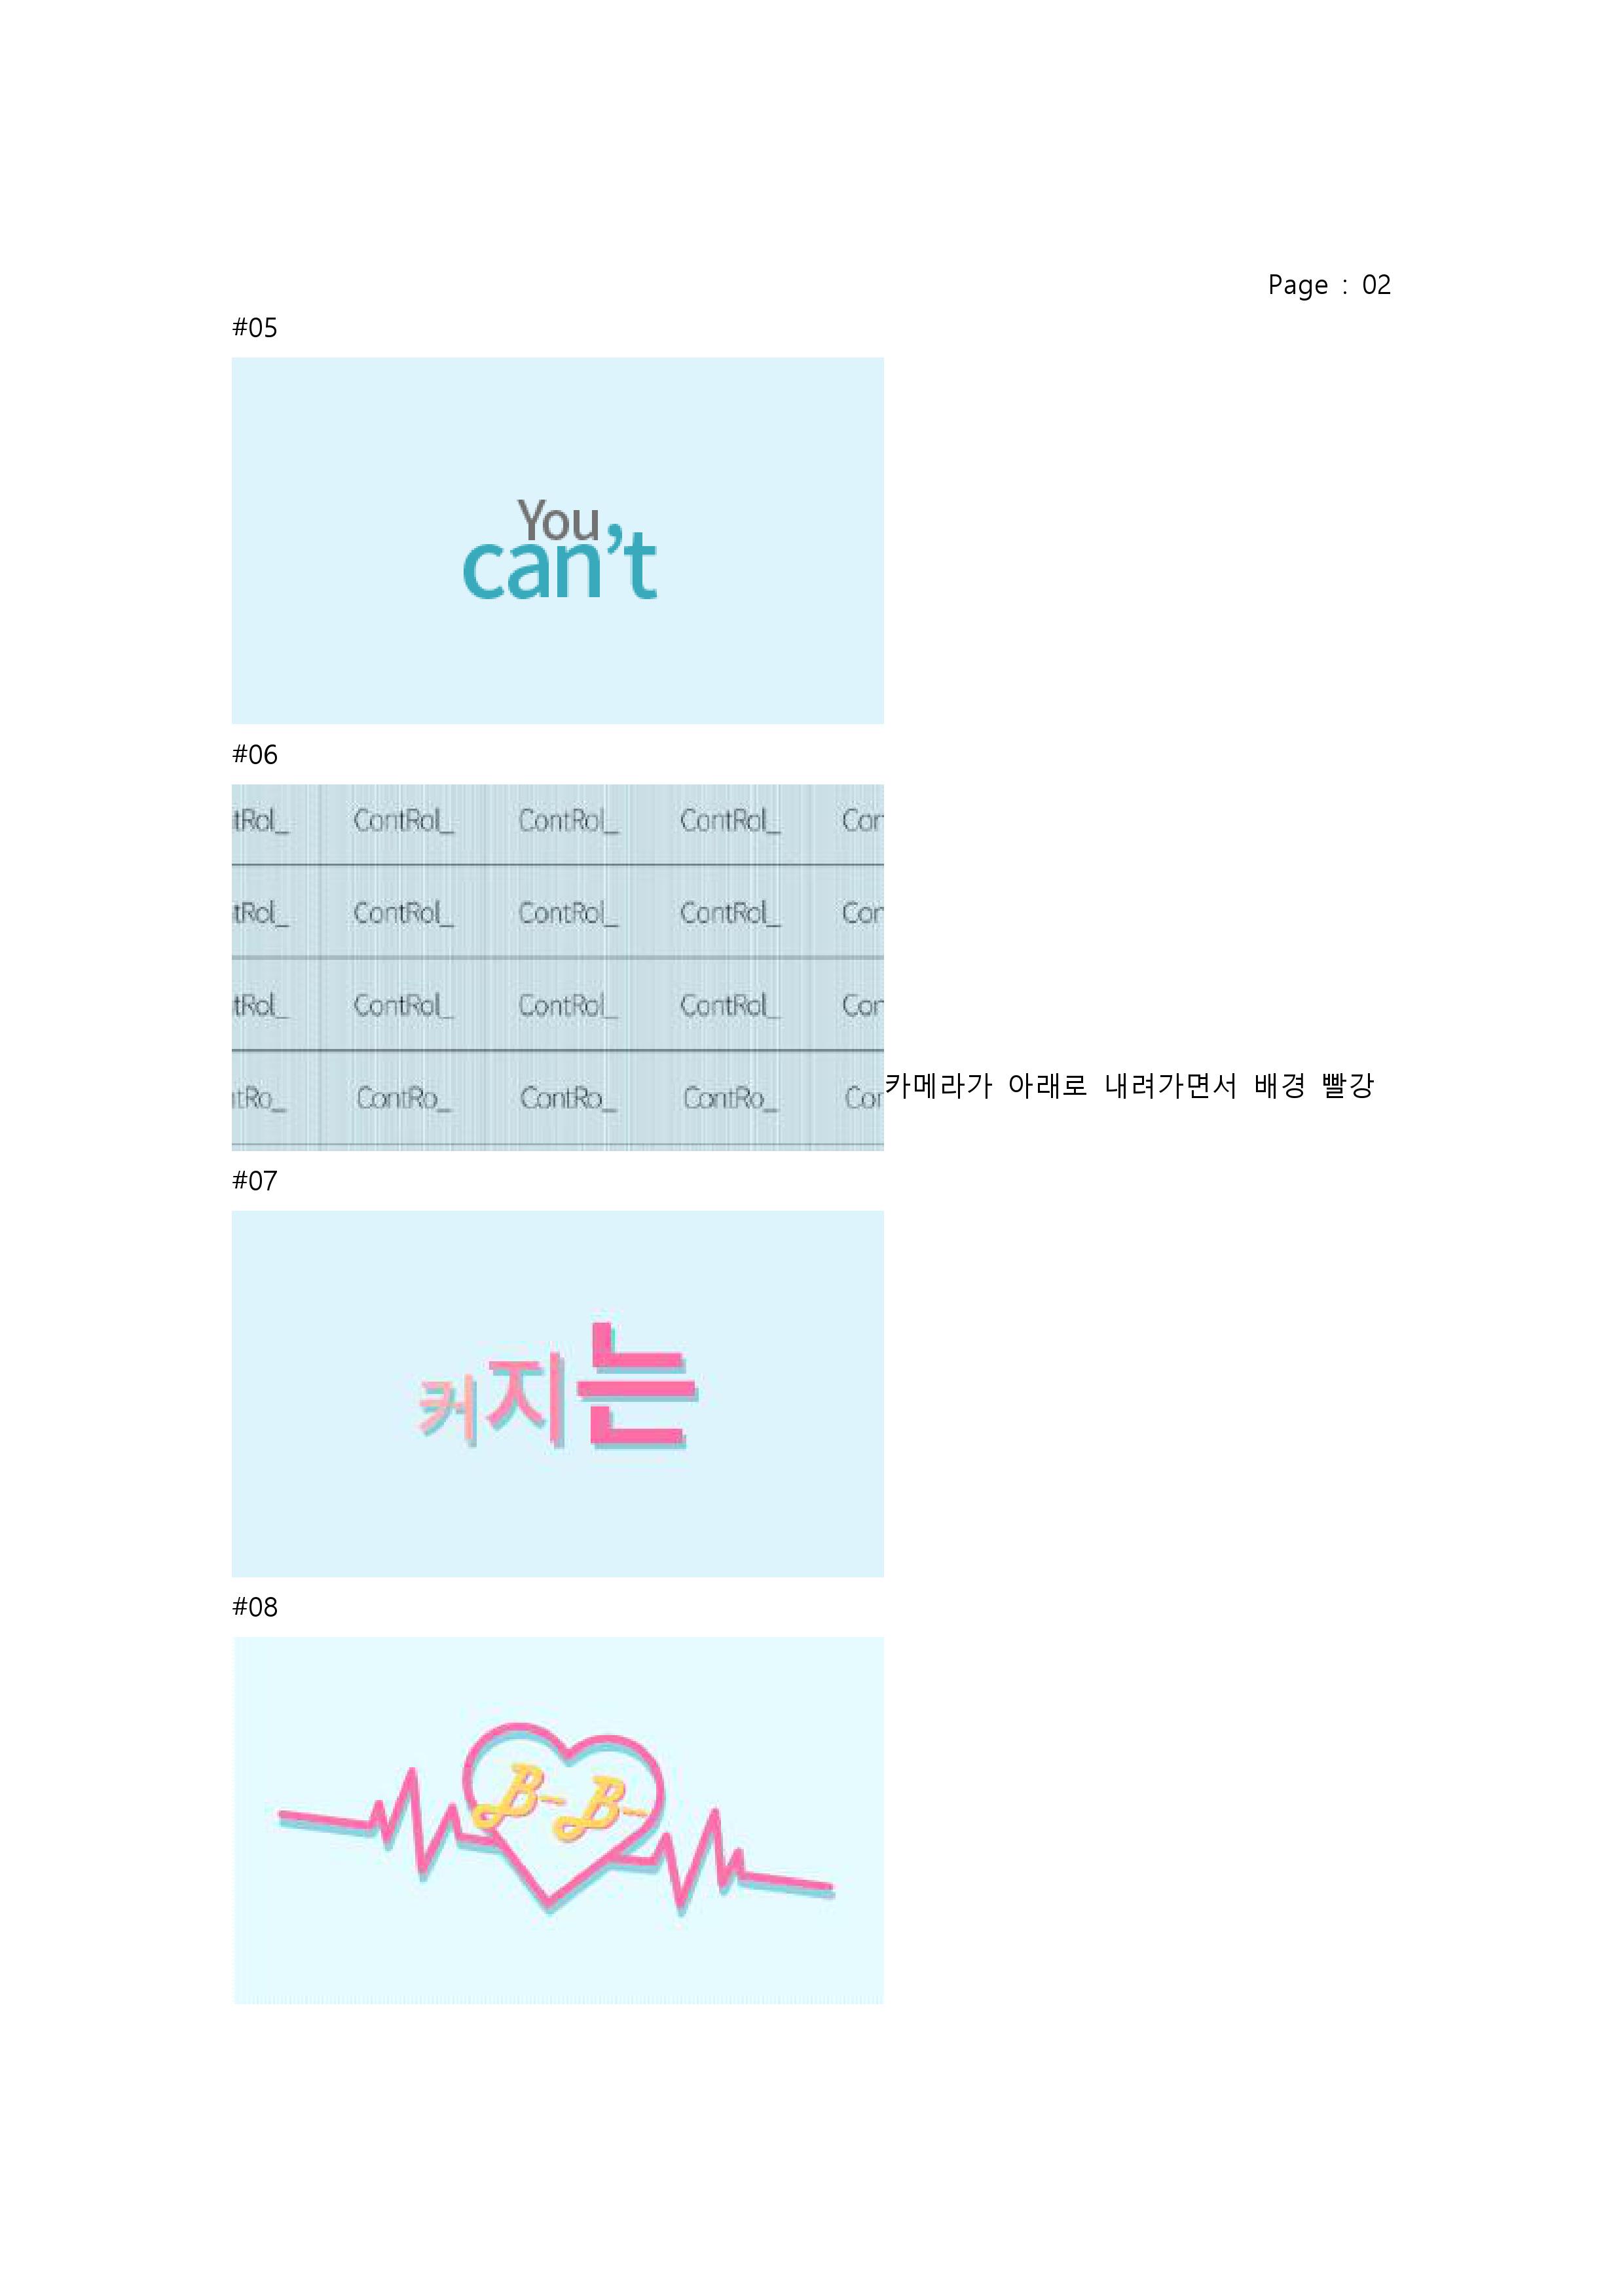 Page : 02
#05
You
can't
#06
tRol_ ContRol_ ContRol_ ContRol_ Con
tRol_ ContRol_ ContRol_ ContRol_ Con
tRol_ ContRol_ ContRol_ ContRol_ Con
tRo_ ContRo_ ContRo_ ContRo_ Con
카메라가 아래로 내려가면서 배경 빨강
#07
커지는
#08
B~ B~